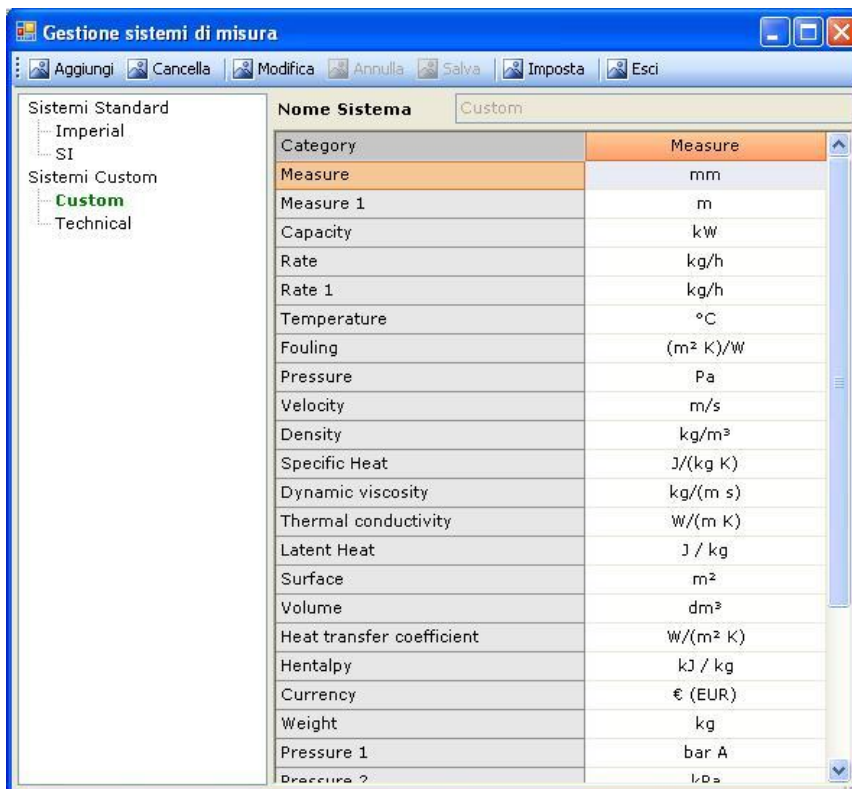 Gestione sistemi di misura
Aggiungi Cancella Modifica Annulla Salva Imposta Esci
Sistemi Standard
Imperial
SI
Sistemi Custom
Custom
Technical
Nome Sistema Custom
Category Measure
Measure mm
Measure 1 m
Capacity kW
Rate kg/h
Rate 1 kg/h
Temperature °C
Fouling (m² K)/W
Pressure Pa
Velocity m/s
Density kg/m³
Specific Heat J/(kg K)
Dynamic viscosity kg/(m s)
Thermal conductivity W/(m K)
Latent Heat J / kg
Surface m²
Volume dm³
Heat transfer coefficient W/(m² K)
Hentalpy kJ / kg
Currency € (EUR)
Weight kg
Pressure 1 bar A
Pressure 2 kPa